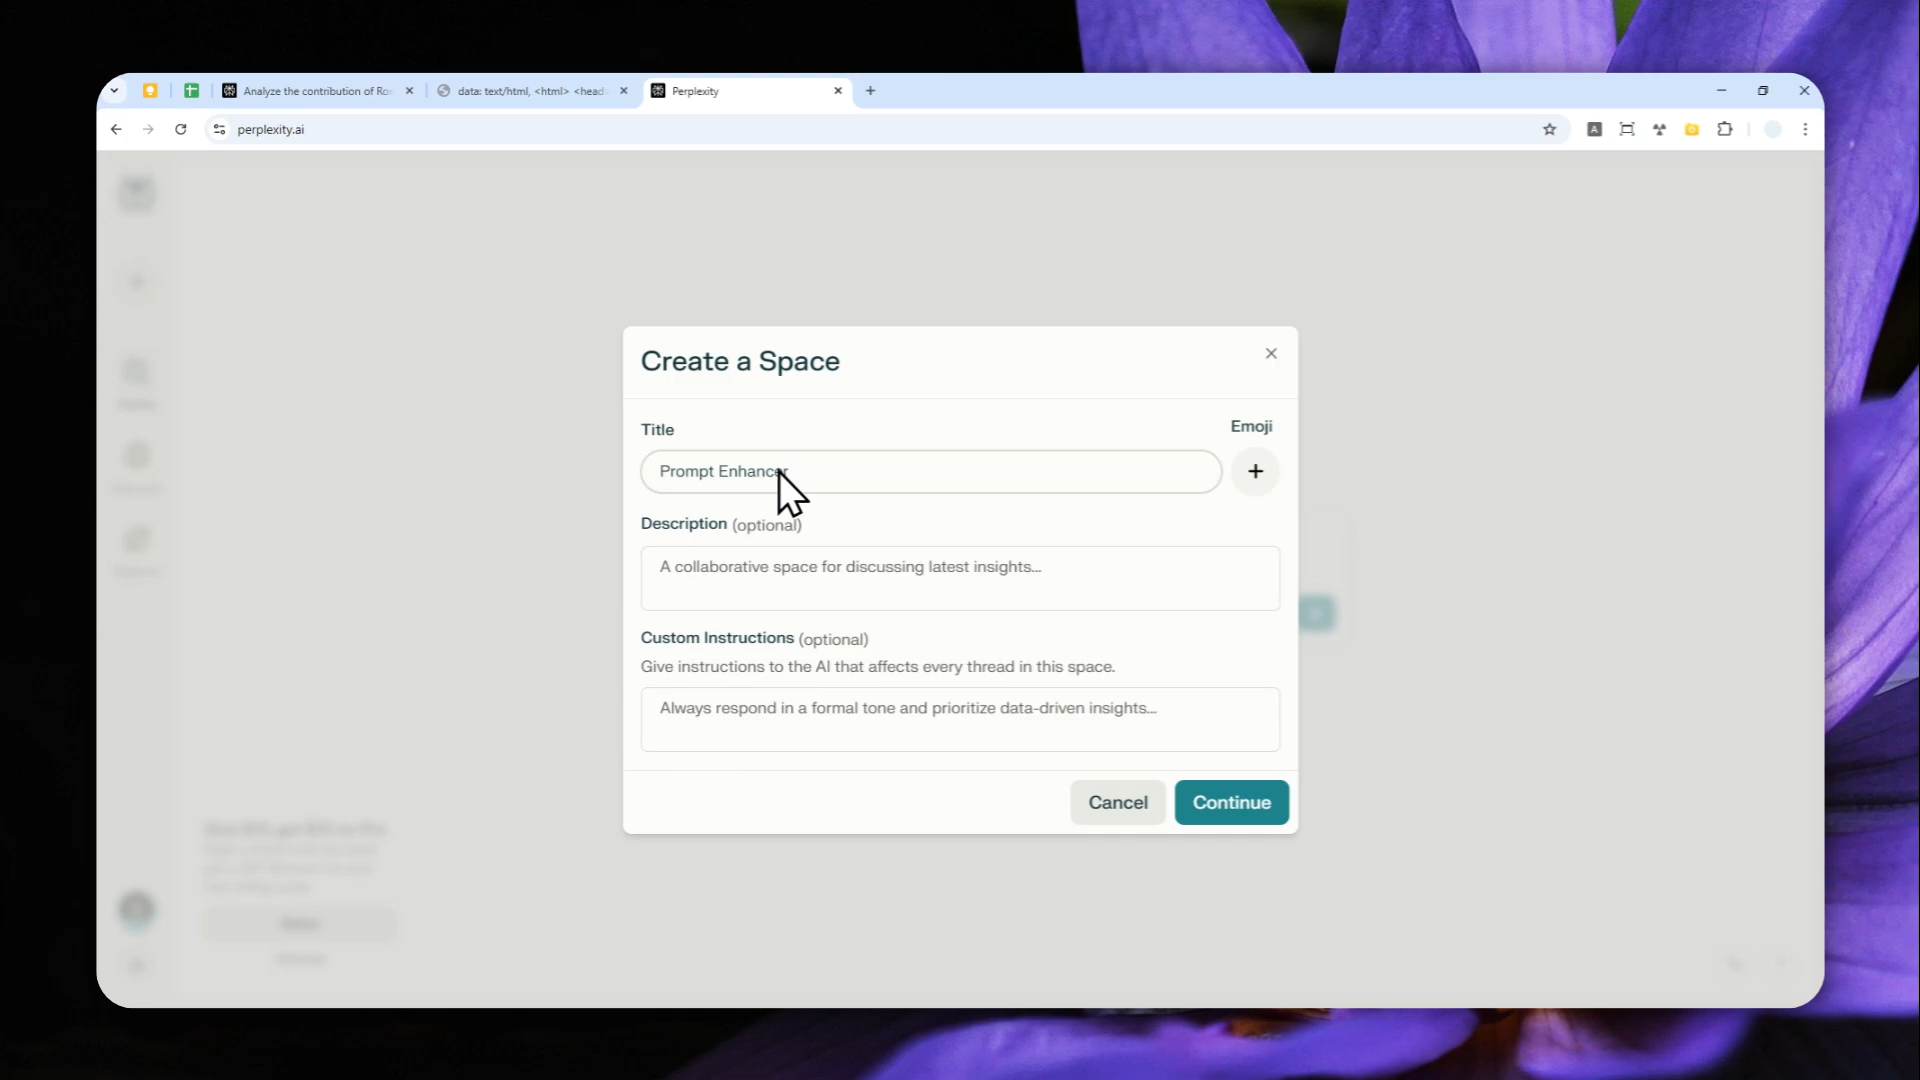 Analyze the contribution of Ro
data: text/html, <html> <head
Perplexity
perplexity.ai
Create a Space
Title
Emoji
Prompt Enhancer
Description (optional)
A collaborative space for discussing latest insights...
Custom Instructions (optional)
Give instructions to the AI that affects every thread in this space.
Always respond in a formal tone and prioritize data-driven insights...
Cancel
Continue